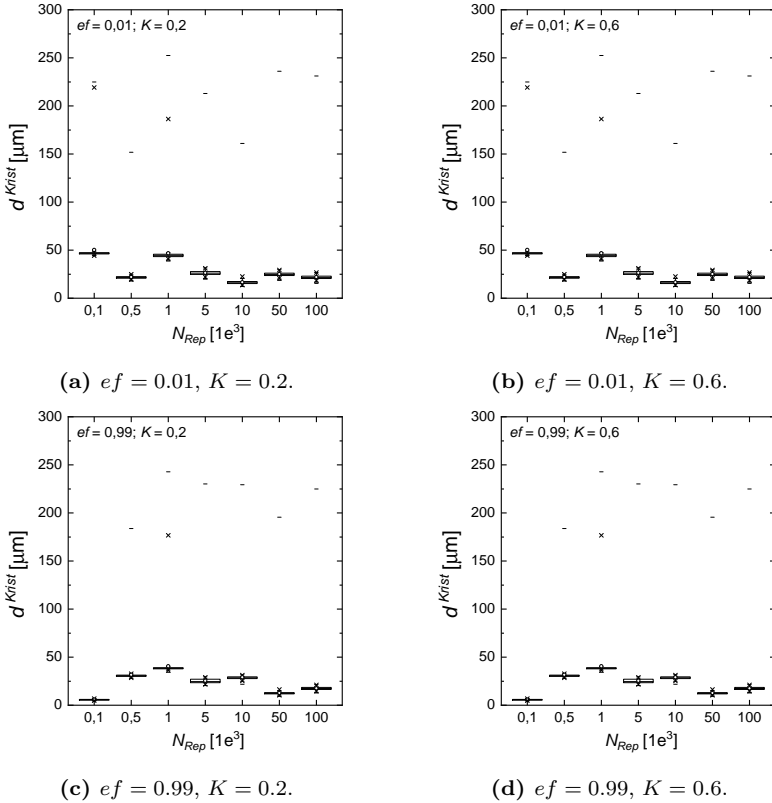 ef = 0,01; K = 0,2
300
250
200
150
100
50
0
d^Krist [µm]
0,1 0,5 1 5 10 50 100
N_Rep [1e³]
(a) ef = 0.01, K = 0.2.
ef = 0,01; K = 0,6
300
250
200
150
100
50
0
d^Krist [µm]
0,1 0,5 1 5 10 50 100
N_Rep [1e³]
(b) ef = 0.01, K = 0.6.
ef = 0,99; K = 0,2
300
250
200
150
100
50
0
d^Krist [µm]
0,1 0,5 1 5 10 50 100
N_Rep [1e³]
(c) ef = 0.99, K = 0.2.
ef = 0,99; K = 0,6
300
250
200
150
100
50
0
d^Krist [µm]
0,1 0,5 1 5 10 50 100
N_Rep [1e³]
(d) ef = 0.99, K = 0.6.